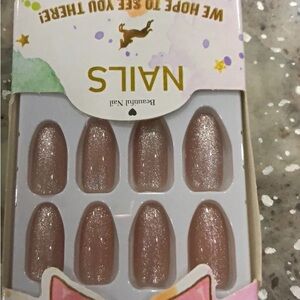 WE HOPE TO SEE YOU THERE!
NAILS
Beautiful Nail